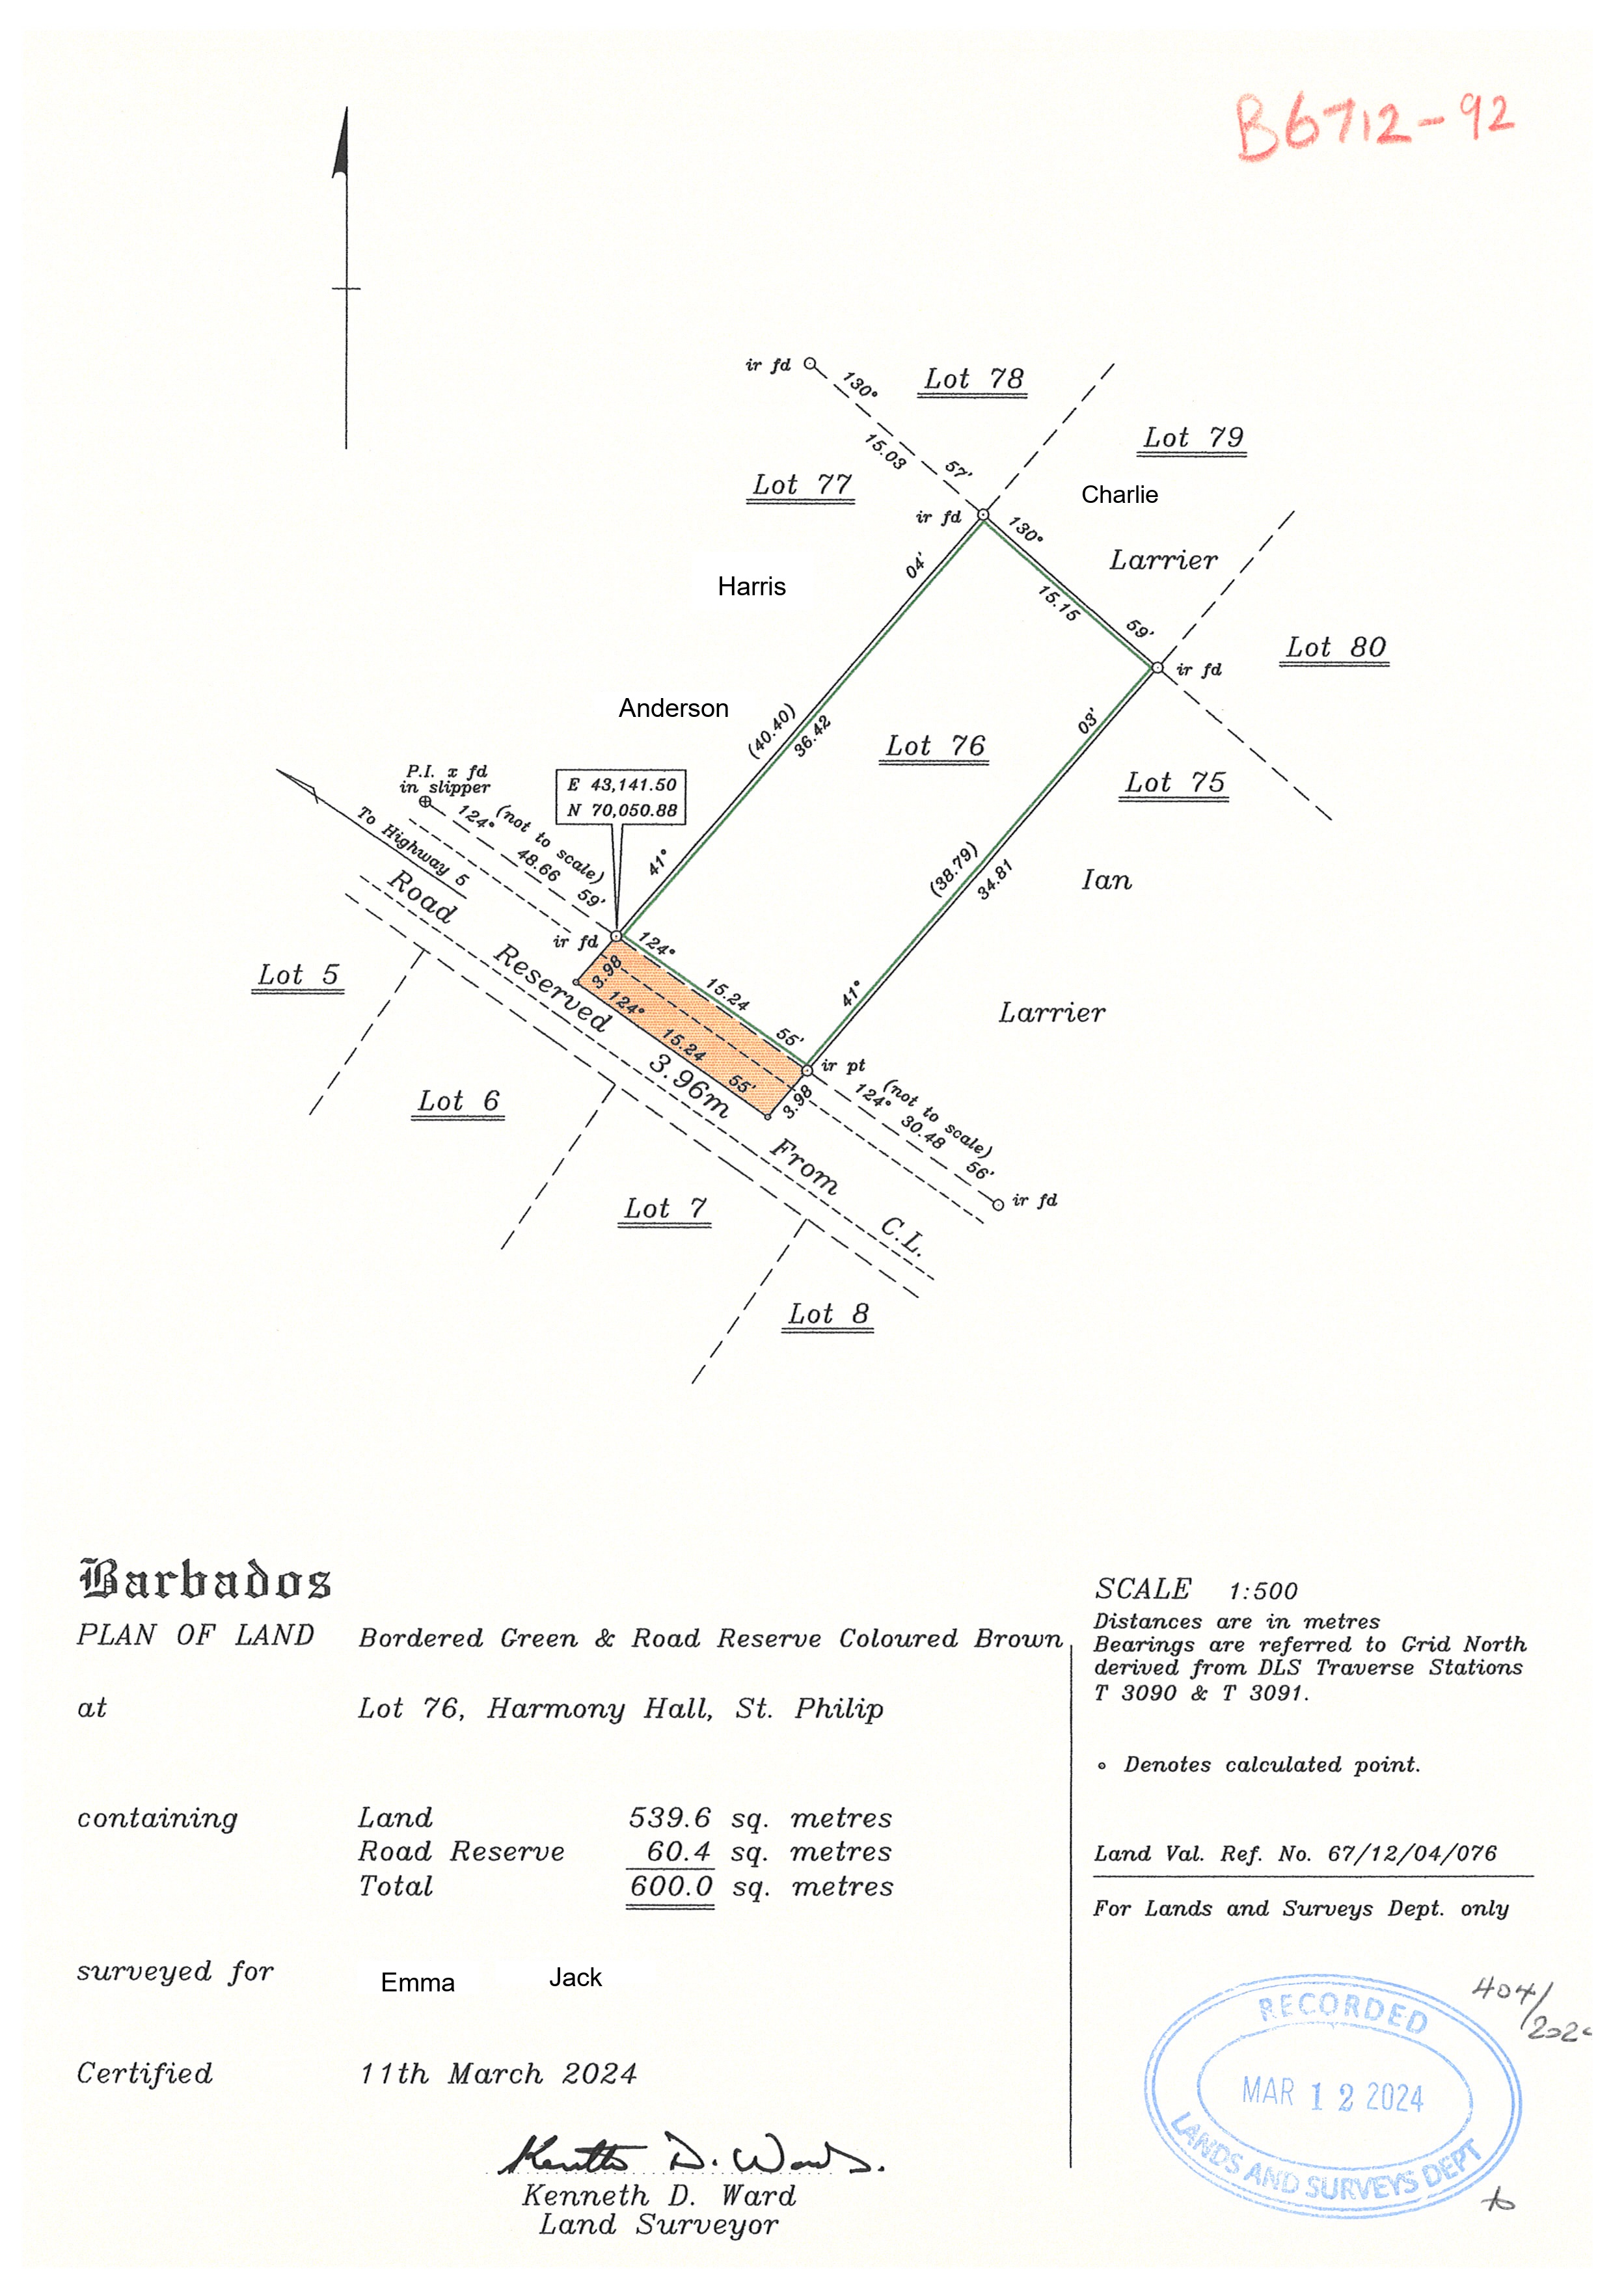 B6712-92
ir fd
130°
57'
15.03
Lot 78
Lot 79
Charlie
Larrier
Lot 77
ir fd
130°
59'
15.15
Harris
04'
Lot 80
ir fd
Anderson
(40.40)
36.42
41°
Lot 76
03'
Lot 75
(38.79)
34.81
41°
Ian
Larrier
P.I. x fd
in slipper
124° 59'
(not to scale)
48.66
E 43,141.50
N 70,050.88
To Highway 5
ir fd
124° 55'
15.24
3.98
124° 55'
15.24
3.98
ir pt
(not to scale)
124° 56'
30.48
ir fd
Road Reserved 3.96m From C.L.
Lot 5
Lot 6
Lot 7
Lot 8
Barbados
PLAN OF LAND Bordered Green & Road Reserve Coloured Brown
at Lot 76, Harmony Hall, St. Philip
containing Land 539.6 sq. metres
Road Reserve 60.4 sq. metres
Total 600.0 sq. metres
surveyed for Emma Jack
Certified 11th March 2024
Kenneth D. Ward.
Kenneth D. Ward
Land Surveyor
SCALE 1:500
Distances are in metres
Bearings are referred to Grid North
derived from DLS Traverse Stations
T 3090 & T 3091.
∘ Denotes calculated point.
Land Val. Ref. No. 67/12/04/076
For Lands and Surveys Dept. only
404/
RECORDED
MAR 12 2024
LANDS AND SURVEYS DEPT